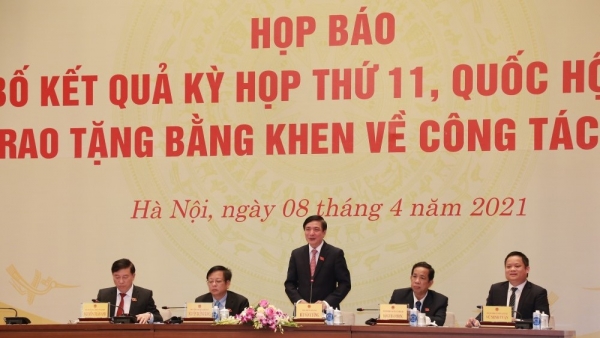 HỌP BÁO
BỐ KẾT QUẢ KỲ HỌP THỨ 11, QUỐC HỘ
RAO TẶNG BẰNG KHEN VỀ CÔNG TÁC
Hà Nội, ngày 08 tháng 4 năm 2021